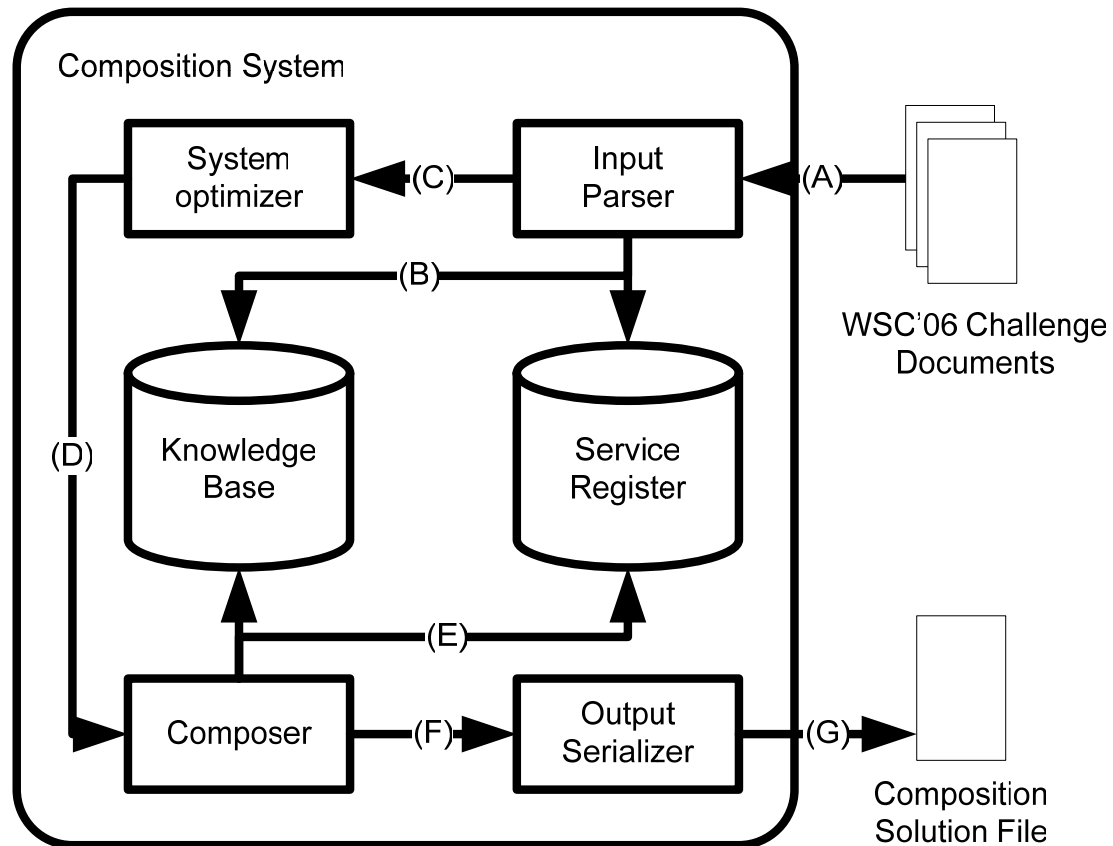 Composition System
System
optimizer
(C)
Input
Parser
(A)
WSC'06 Challenge
Documents
(B)
(D)
Knowledge
Base
Service
Register
(E)
Composer
(F)
Output
Serializer
(G)
Composition
Solution File